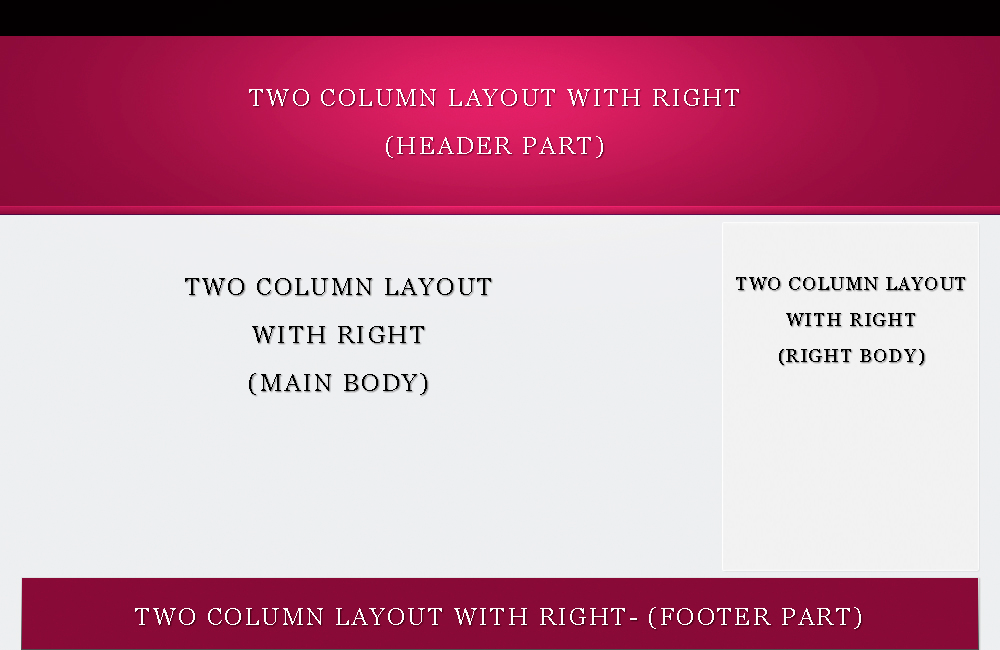 TWO COLUMN LAYOUT WITH RIGHT
(HEADER PART)
TWO COLUMN LAYOUT
WITH RIGHT
(MAIN BODY)
TWO COLUMN LAYOUT
WITH RIGHT
(RIGHT BODY)
TWO COLUMN LAYOUT WITH RIGHT- (FOOTER PART)